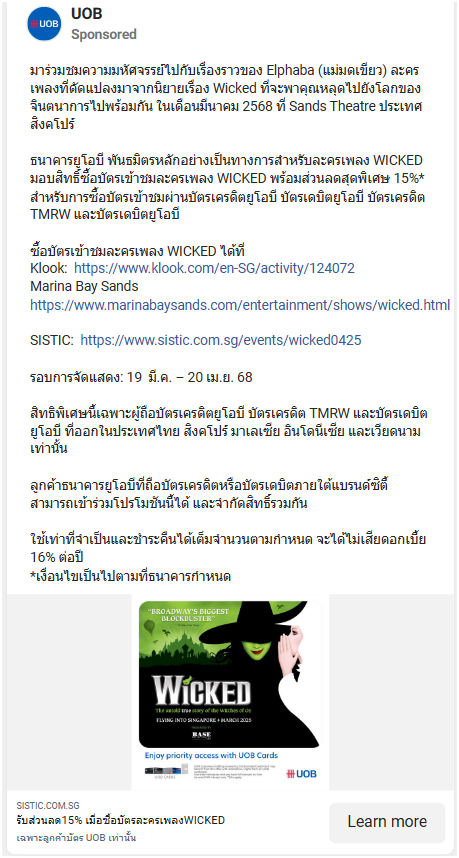 UOB
UOB
Sponsored
มาร่วมชมความมหัศจรรย์ไปกับเรื่องราวของ Elphaba (แม่มดเขียว) ละคร
เพลงที่ดัดแปลงมาจากนิยายเรื่อง Wicked ที่จะพาคุณหลุดไปยังโลกของ
จินตนาการไปพร้อมกัน ในเดือนมีนาคม 2568 ที่ Sands Theatre ประเทศ
สิงคโปร์
ธนาคารยูโอบี พันธมิตรหลักอย่างเป็นทางการสำหรับละครเพลง WICKED
มอบสิทธิ์ซื้อบัตรเข้าชมละครเพลง WICKED พร้อมส่วนลดสุดพิเศษ 15%*
สำหรับการซื้อบัตรเข้าชมผ่านบัตรเครดิตยูโอบี บัตรเดบิตยูโอบี บัตรเครดิต
TMRW และบัตรเดบิตยูโอบี
ซื้อบัตรเข้าชมละครเพลง WICKED ได้ที่
Klook: https://www.klook.com/en-SG/activity/124072
Marina Bay Sands
https://www.marinabaysands.com/entertainment/shows/wicked.html
SISTIC: https://www.sistic.com.sg/events/wicked0425
รอบการจัดแสดง: 19 มี.ค. – 20 เม.ย. 68
สิทธิพิเศษนี้เฉพาะผู้ถือบัตรเครดิตยูโอบี บัตรเครดิต TMRW และบัตรเดบิต
ยูโอบี ที่ออกในประเทศไทย สิงคโปร์ มาเลเซีย อินโดนีเซีย และเวียดนาม
เท่านั้น
ลูกค้าธนาคารยูโอบีที่ถือบัตรเครดิตหรือบัตรเดบิตภายใต้แบรนด์ซิตี้
สามารถเข้าร่วมโปรโมชันนี้ได้ และจำกัดสิทธิ์รวมกัน
ใช้เท่าที่จำเป็นและชำระคืนได้เต็มจำนวนตามกำหนด จะได้ไม่เสียดอกเบี้ย
16% ต่อปี
*เงื่อนไขเป็นไปตามที่ธนาคารกำหนด
"BROADWAY'S BIGGEST
BLOCKBUSTER"
WICKED
The untold true story of the Witches of Oz
FLYING INTO SINGAPORE • MARCH 2025
BASE
Enjoy priority access with UOB Cards
UOB
SISTIC.COM.SG
รับส่วนลด15% เมื่อซื้อบัตรละครเพลงWICKED
เฉพาะลูกค้าบัตร UOB เท่านั้น
Learn more